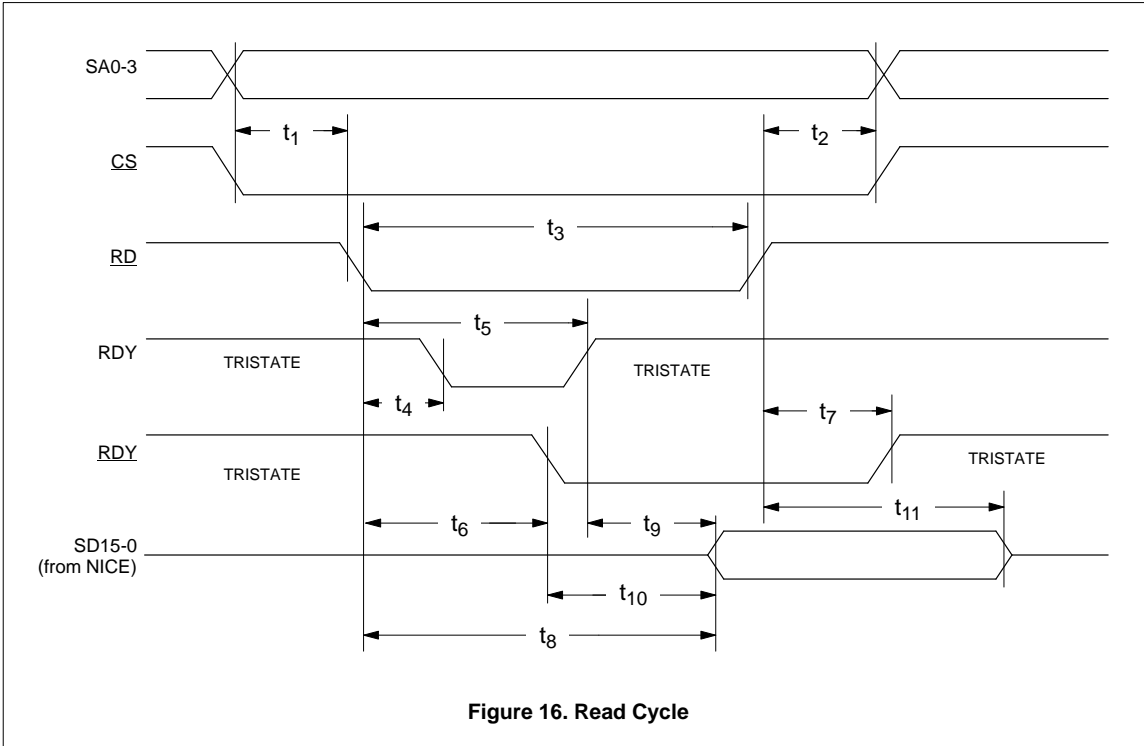 SA0-3
t1
t2
CS
t3
RD
t5
RDY
TRISTATE
TRISTATE
t4
t7
RDY
TRISTATE
TRISTATE
t11
t6
t9
SD15-0
(from NICE)
t10
t8
Figure 16. Read Cycle